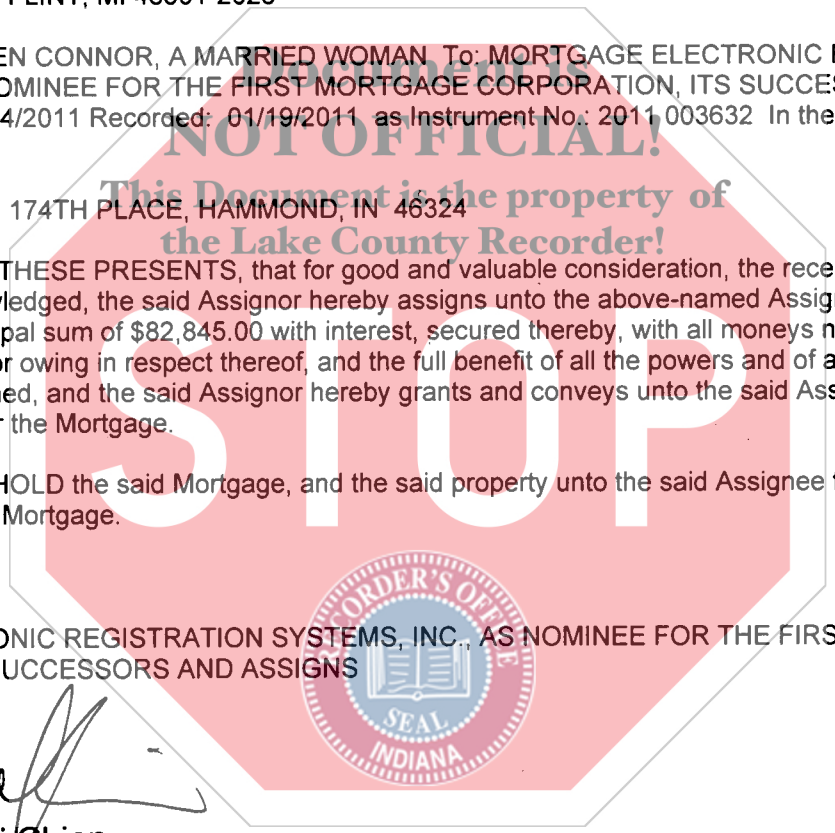 EN CONNOR, A MARRIED WOMAN To: MORTGAGE ELECTRONIC
Document is
OMINEE FOR THE FIRST MORTGAGE CORPORATION, ITS SUCCES
4/2011 Recorded: 01/19/2011 as Instrument No.: 2011 003632 In the
NOT OFFICIAL!
This Document is the property of
174TH PLACE, HAMMOND, IN 46324
the Lake County Recorder!
THESE PRESENTS, that for good and valuable consideration, the rece
ledged, the said Assignor hereby assigns unto the above-named Assig
pal sum of $82,845.00 with interest, secured thereby, with all moneys n
or owing in respect thereof, and the full benefit of all the powers and of a
ed, and the said Assignor hereby grants and conveys unto the said Ass
the Mortgage.
STOP
HOLD the said Mortgage, and the said property unto the said Assignee
Mortgage.
RECORDER'S OFFICE
ONIC REGISTRATION SYSTEMS, INC., AS NOMINEE FOR THE FIRS
UCCESSORS AND ASSIGNS
SEAL
INDIANA